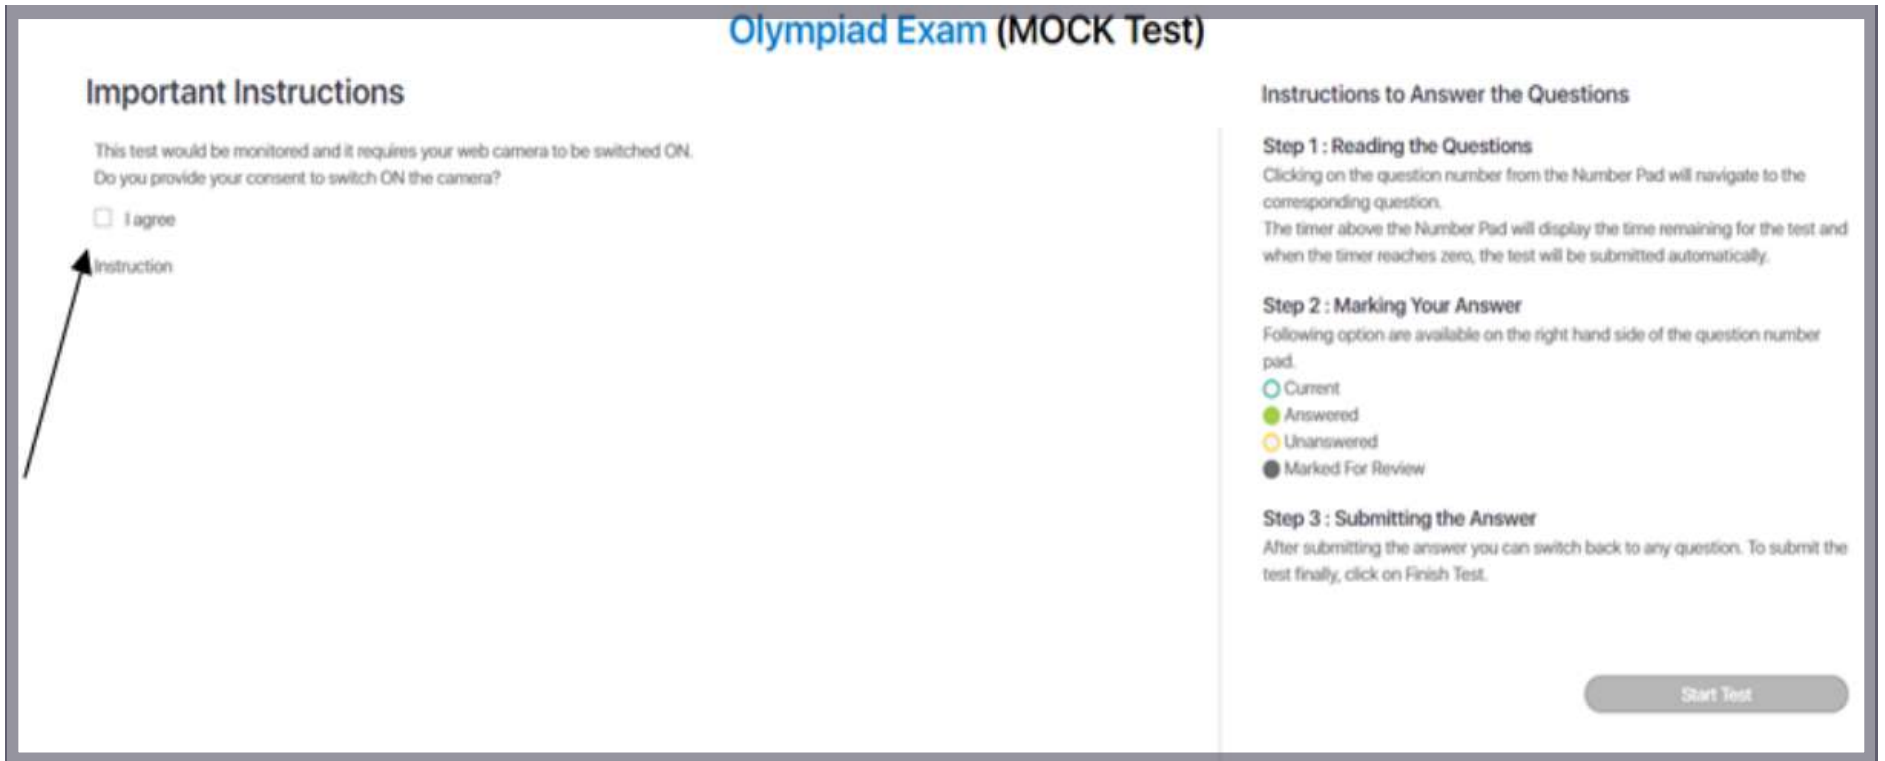 Olympiad Exam (MOCK Test)
Important Instructions
This test would be monitored and it requires your web camera to be switched ON.
Do you provide your consent to switch ON the camera?
I agree
Instruction
Instructions to Answer the Questions
Step 1 : Reading the Questions
Clicking on the question number from the Number Pad will navigate to the
corresponding question.
The timer above the Number Pad will display the time remaining for the test and
when the timer reaches zero, the test will be submitted automatically.
Step 2 : Marking Your Answer
Following option are available on the right hand side of the question number
pad.
Current
Answered
Unanswered
Marked For Review
Step 3 : Submitting the Answer
After submitting the answer you can switch back to any question. To submit the
test finally, click on Finish Test.
Start Test